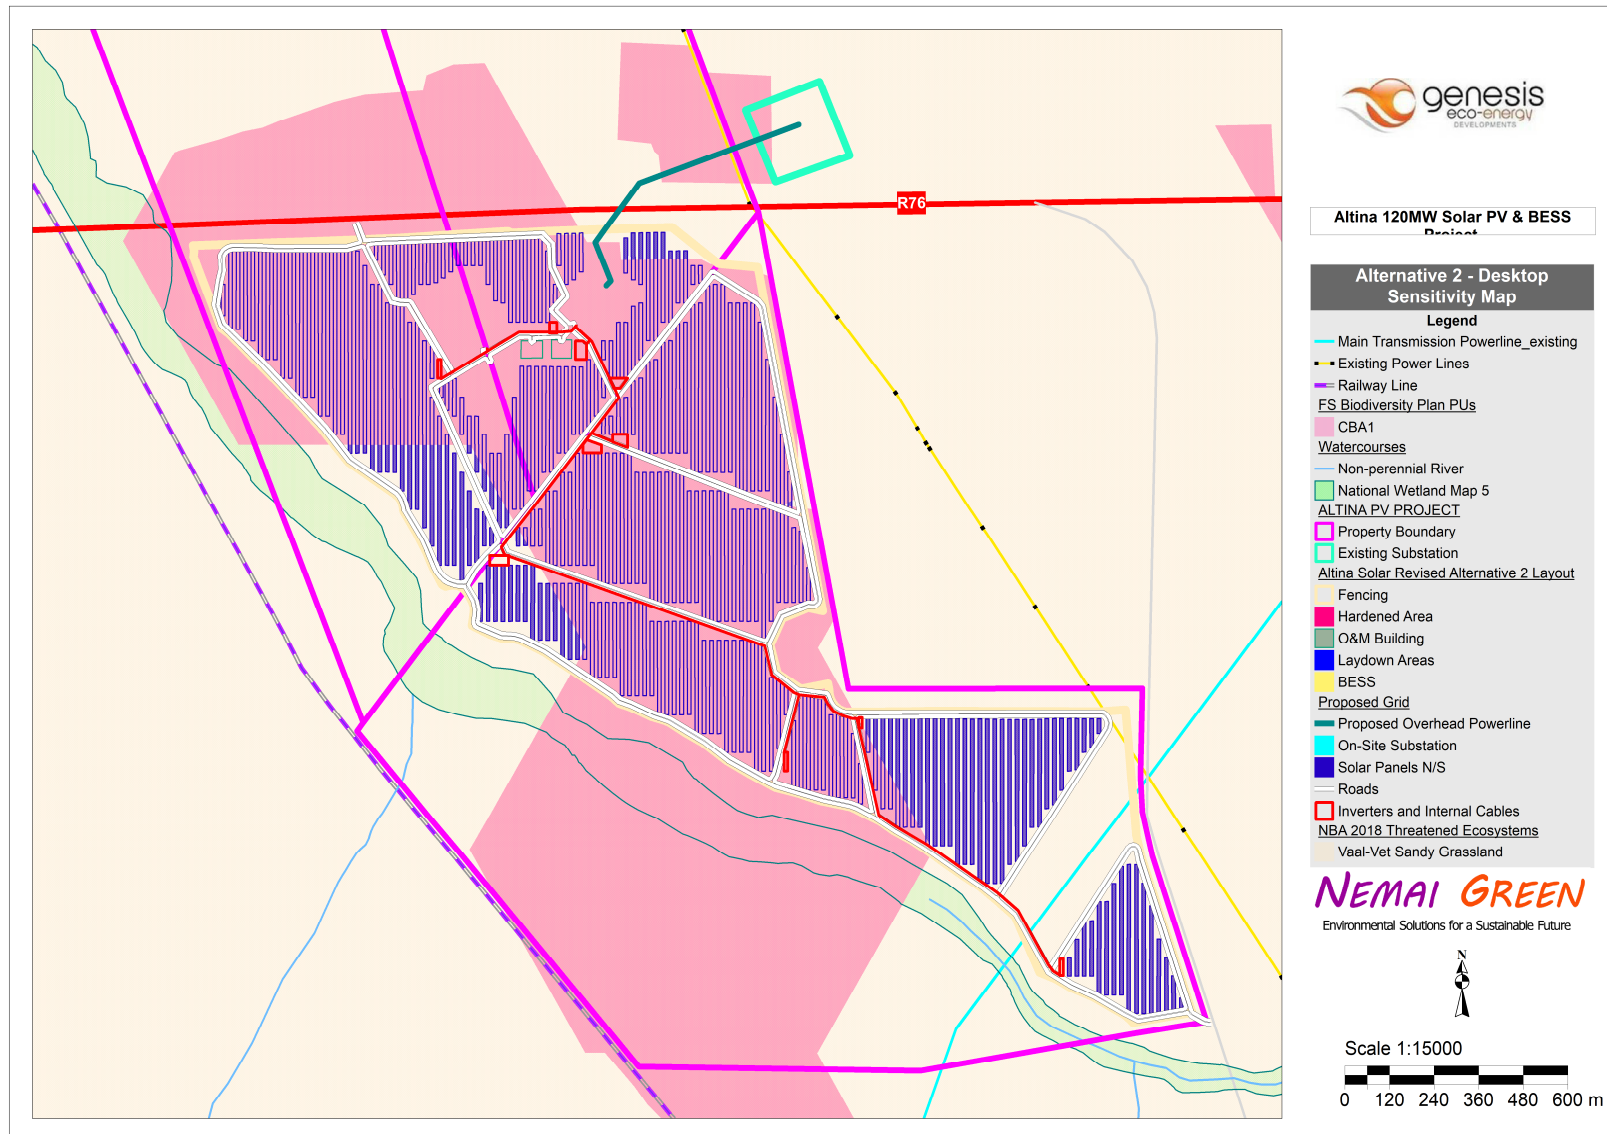 genesis
eco-energy
DEVELOPMENTS
R76
Altina 120MW Solar PV & BESS
Project
Alternative 2 - Desktop
Sensitivity Map
Legend
Main Transmission Powerline_existing
Existing Power Lines
Railway Line
FS Biodiversity Plan PUs
CBA1
Watercourses
Non-perennial River
National Wetland Map 5
ALTINA PV PROJECT
Property Boundary
Existing Substation
Altina Solar Revised Alternative 2 Layout
Fencing
Hardened Area
O&M Building
Laydown Areas
BESS
Proposed Grid
Proposed Overhead Powerline
On-Site Substation
Solar Panels N/S
Roads
Inverters and Internal Cables
NBA 2018 Threatened Ecosystems
Vaal-Vet Sandy Grassland
NEMAI GREEN
Environmental Solutions for a Sustainable Future
N
Scale 1:15000
0 120 240 360 480 600 m